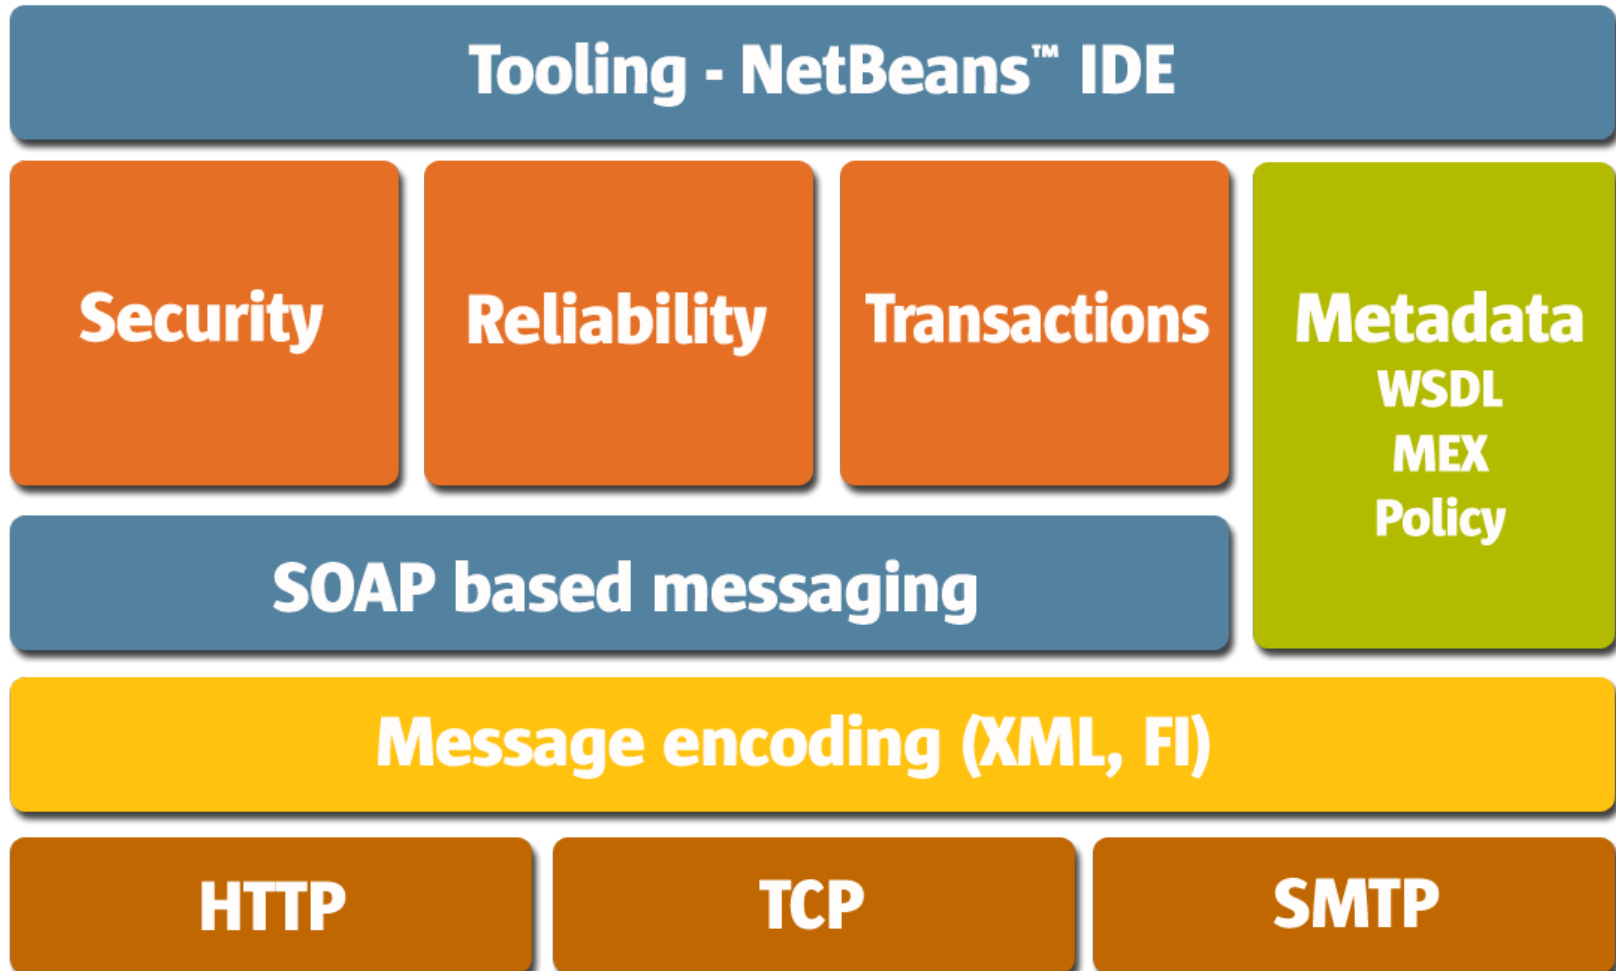 Tooling - NetBeans™ IDE
Security
Reliability
Transactions
Metadata
WSDL
MEX
Policy
SOAP based messaging
Message encoding (XML, FI)
HTTP
TCP
SMTP